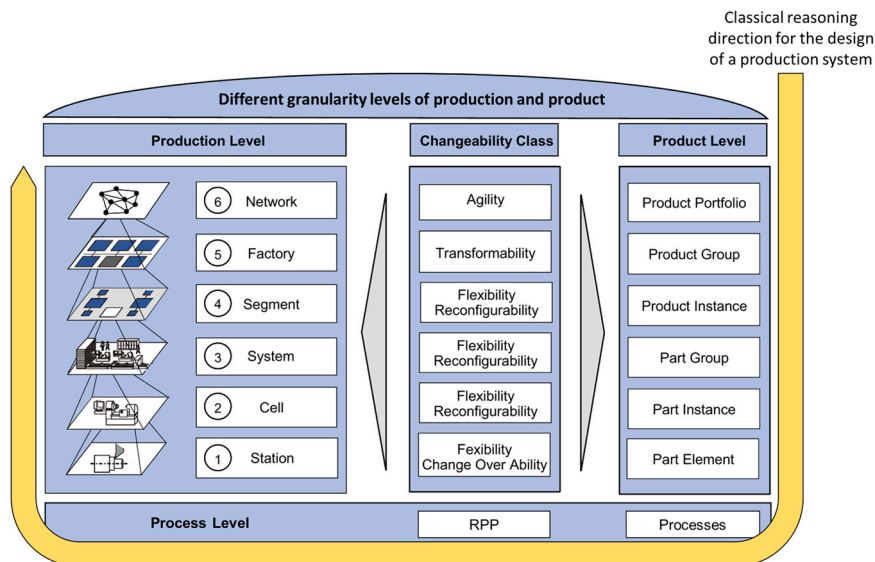 Classical reasoning
direction for the design
of a production system
Different granularity levels of production and product
Production Level
Changeability Class
Product Level
6 Network
Agility
Product Portfolio
5 Factory
Transformability
Product Group
4 Segment
Flexibility
Reconfigurability
Product Instance
3 System
Flexibility
Reconfigurability
Part Group
2 Cell
Flexibility
Reconfigurability
Part Instance
1 Station
Fexibility
Change Over Ability
Part Element
Process Level
RPP
Processes